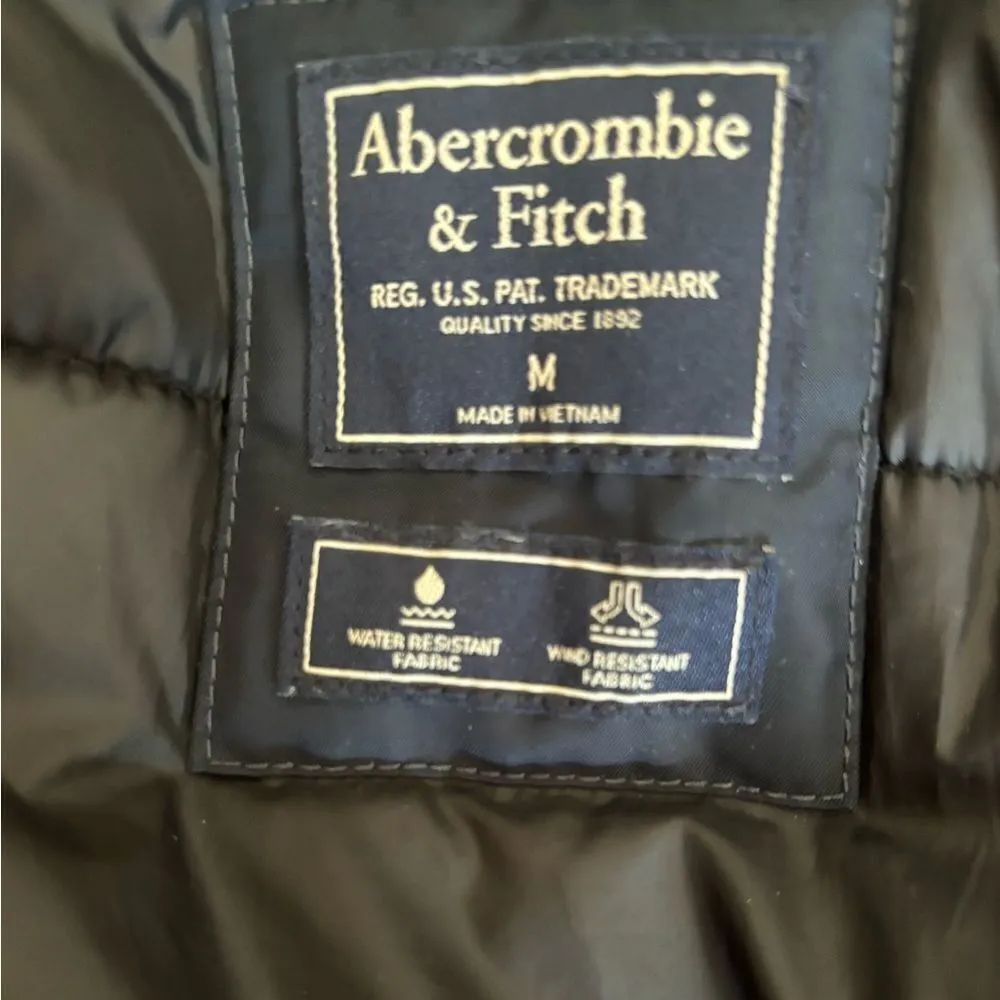 Abercrombie
& Fitch
REG. U.S. PAT. TRADEMARK
QUALITY SINCE 1892
M
MADE IN VIETNAM
WATER RESISTANT
FABRIC
WIND RESISTANT
FABRIC